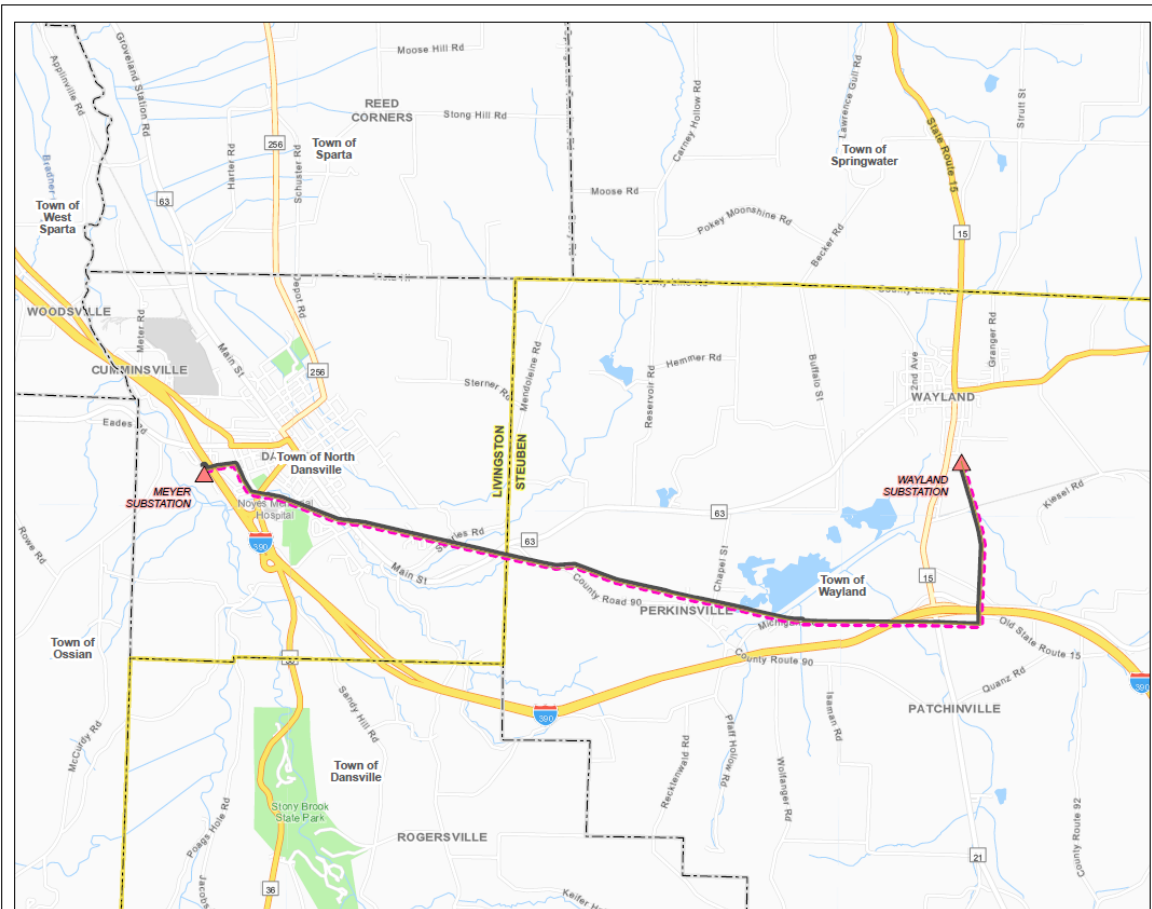 Moose Hill Rd
Groveland Station Rd
Applinville Rd
REED
CORNERS
Stong Hill Rd
Carney Hollow Rd
Lawrence Gull Rd
Strutt St
State Route 15
256
Town of
Sparta
Harter Rd
Schuster Rd
Town of
Springwater
63
Moose Rd
Town of
West
Sparta
Pokey Moonshine Rd
Becker Rd
15
County Line Rd
Depot Rd
WOODSVILLE
Meter Rd
Main St
CUMMINSVILLE
256
Sterner Rd
Mendoleine Rd
Hemmer Rd
Reservoir Rd
Buffalo St
2nd Ave
Granger Rd
WAYLAND
Eades Rd
Town of North
Dansville
LIVINGSTON
STEUBEN
MEYER
SUBSTATION
WAYLAND
SUBSTATION
Noyes Memorial
Hospital
Kiesel Rd
63
63
Rowe Rd
390
Main St
County Road 90
Chapel St
15
Town of
Wayland
PERKINSVILLE
Old State Route 15
Town of
Ossian
County Route 90
Quanz Rd
390
Sandy Hill Rd
390
Isaman Rd
PATCHINVILLE
McCurdy Rd
Pfaff Hollow Rd
Recktenwald Rd
Wolfanger Rd
Town of
Dansville
Poags Hole Rd
Stony Brook
State Park
ROGERSVILLE
County Route 92
21
36